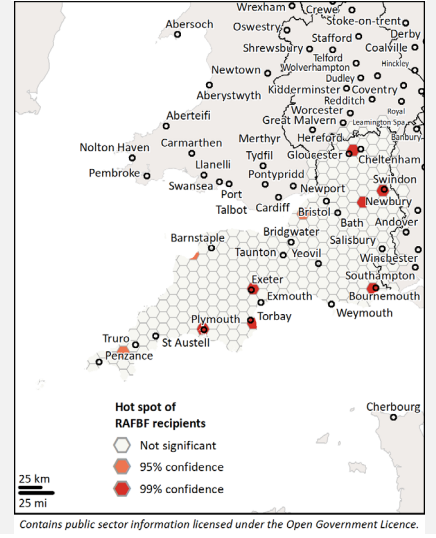 Wrexham
Crewe
Abersoch
Oswestry
Stoke-on-trent
Stafford
Derby
Shrewsbury
Coalville
Telford
Hinckley
Newtown
Wolverhampton
Dudley
Aberystwyth
Kidderminster
Coventry
Redditch
Royal
Leamington Spa
Aberteifi
Worcester
Great Malvern
Banbury
Nolton Haven
Carmarthen
Merthyr
Tydfil
Hereford
Gloucester
Cheltenham
Pembroke
Llanelli
Pontypridd
Swindon
Swansea
Port
Talbot
Newport
Newbury
Cardiff
Bristol
Bath
Andover
Barnstaple
Bridgwater
Salisbury
Taunton
Yeovil
Winchester
Exeter
Southampton
Exmouth
Bournemouth
Plymouth
Torbay
Weymouth
Truro
St Austell
Penzance
Cherbourg
Hot spot of
RAFBF recipients
Not significant
95% confidence
99% confidence
25 km
25 mi
Contains public sector information licensed under the Open Government Licence.